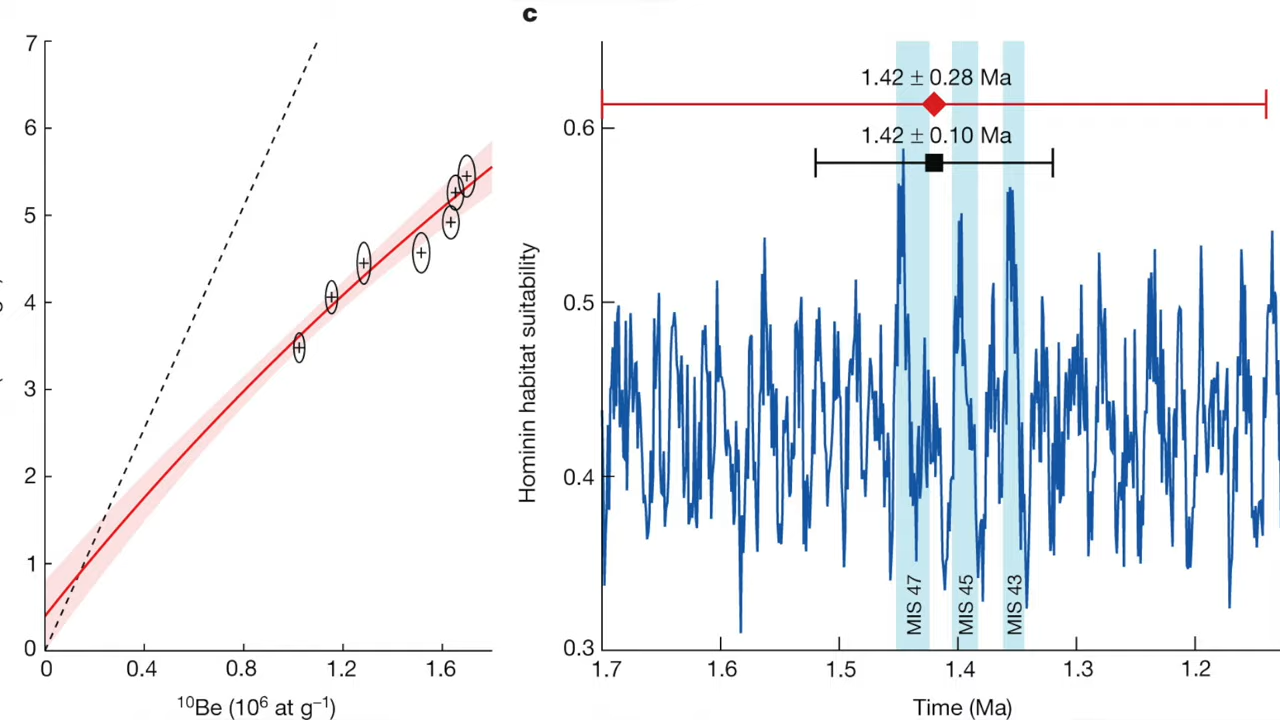 c
7
6
5
4
3
2
1
0
0
0.4
0.8
1.2
1.6
¹⁰Be (10⁶ at g⁻¹)
1.42 ± 0.28 Ma
1.42 ± 0.10 Ma
Hominin habitat suitability
0.6
0.5
0.4
0.3
MIS 47
MIS 45
MIS 43
1.7
1.6
1.5
1.4
1.3
1.2
Time (Ma)